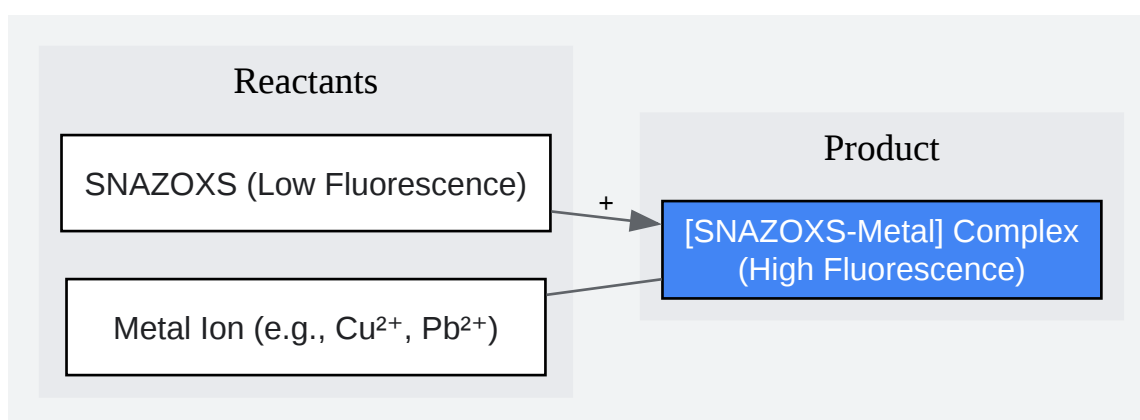 Reactants
SNAZOXS (Low Fluorescence)
Metal Ion (e.g., Cu²⁺, Pb²⁺)
+
Product
[SNAZOXS-Metal] Complex
(High Fluorescence)